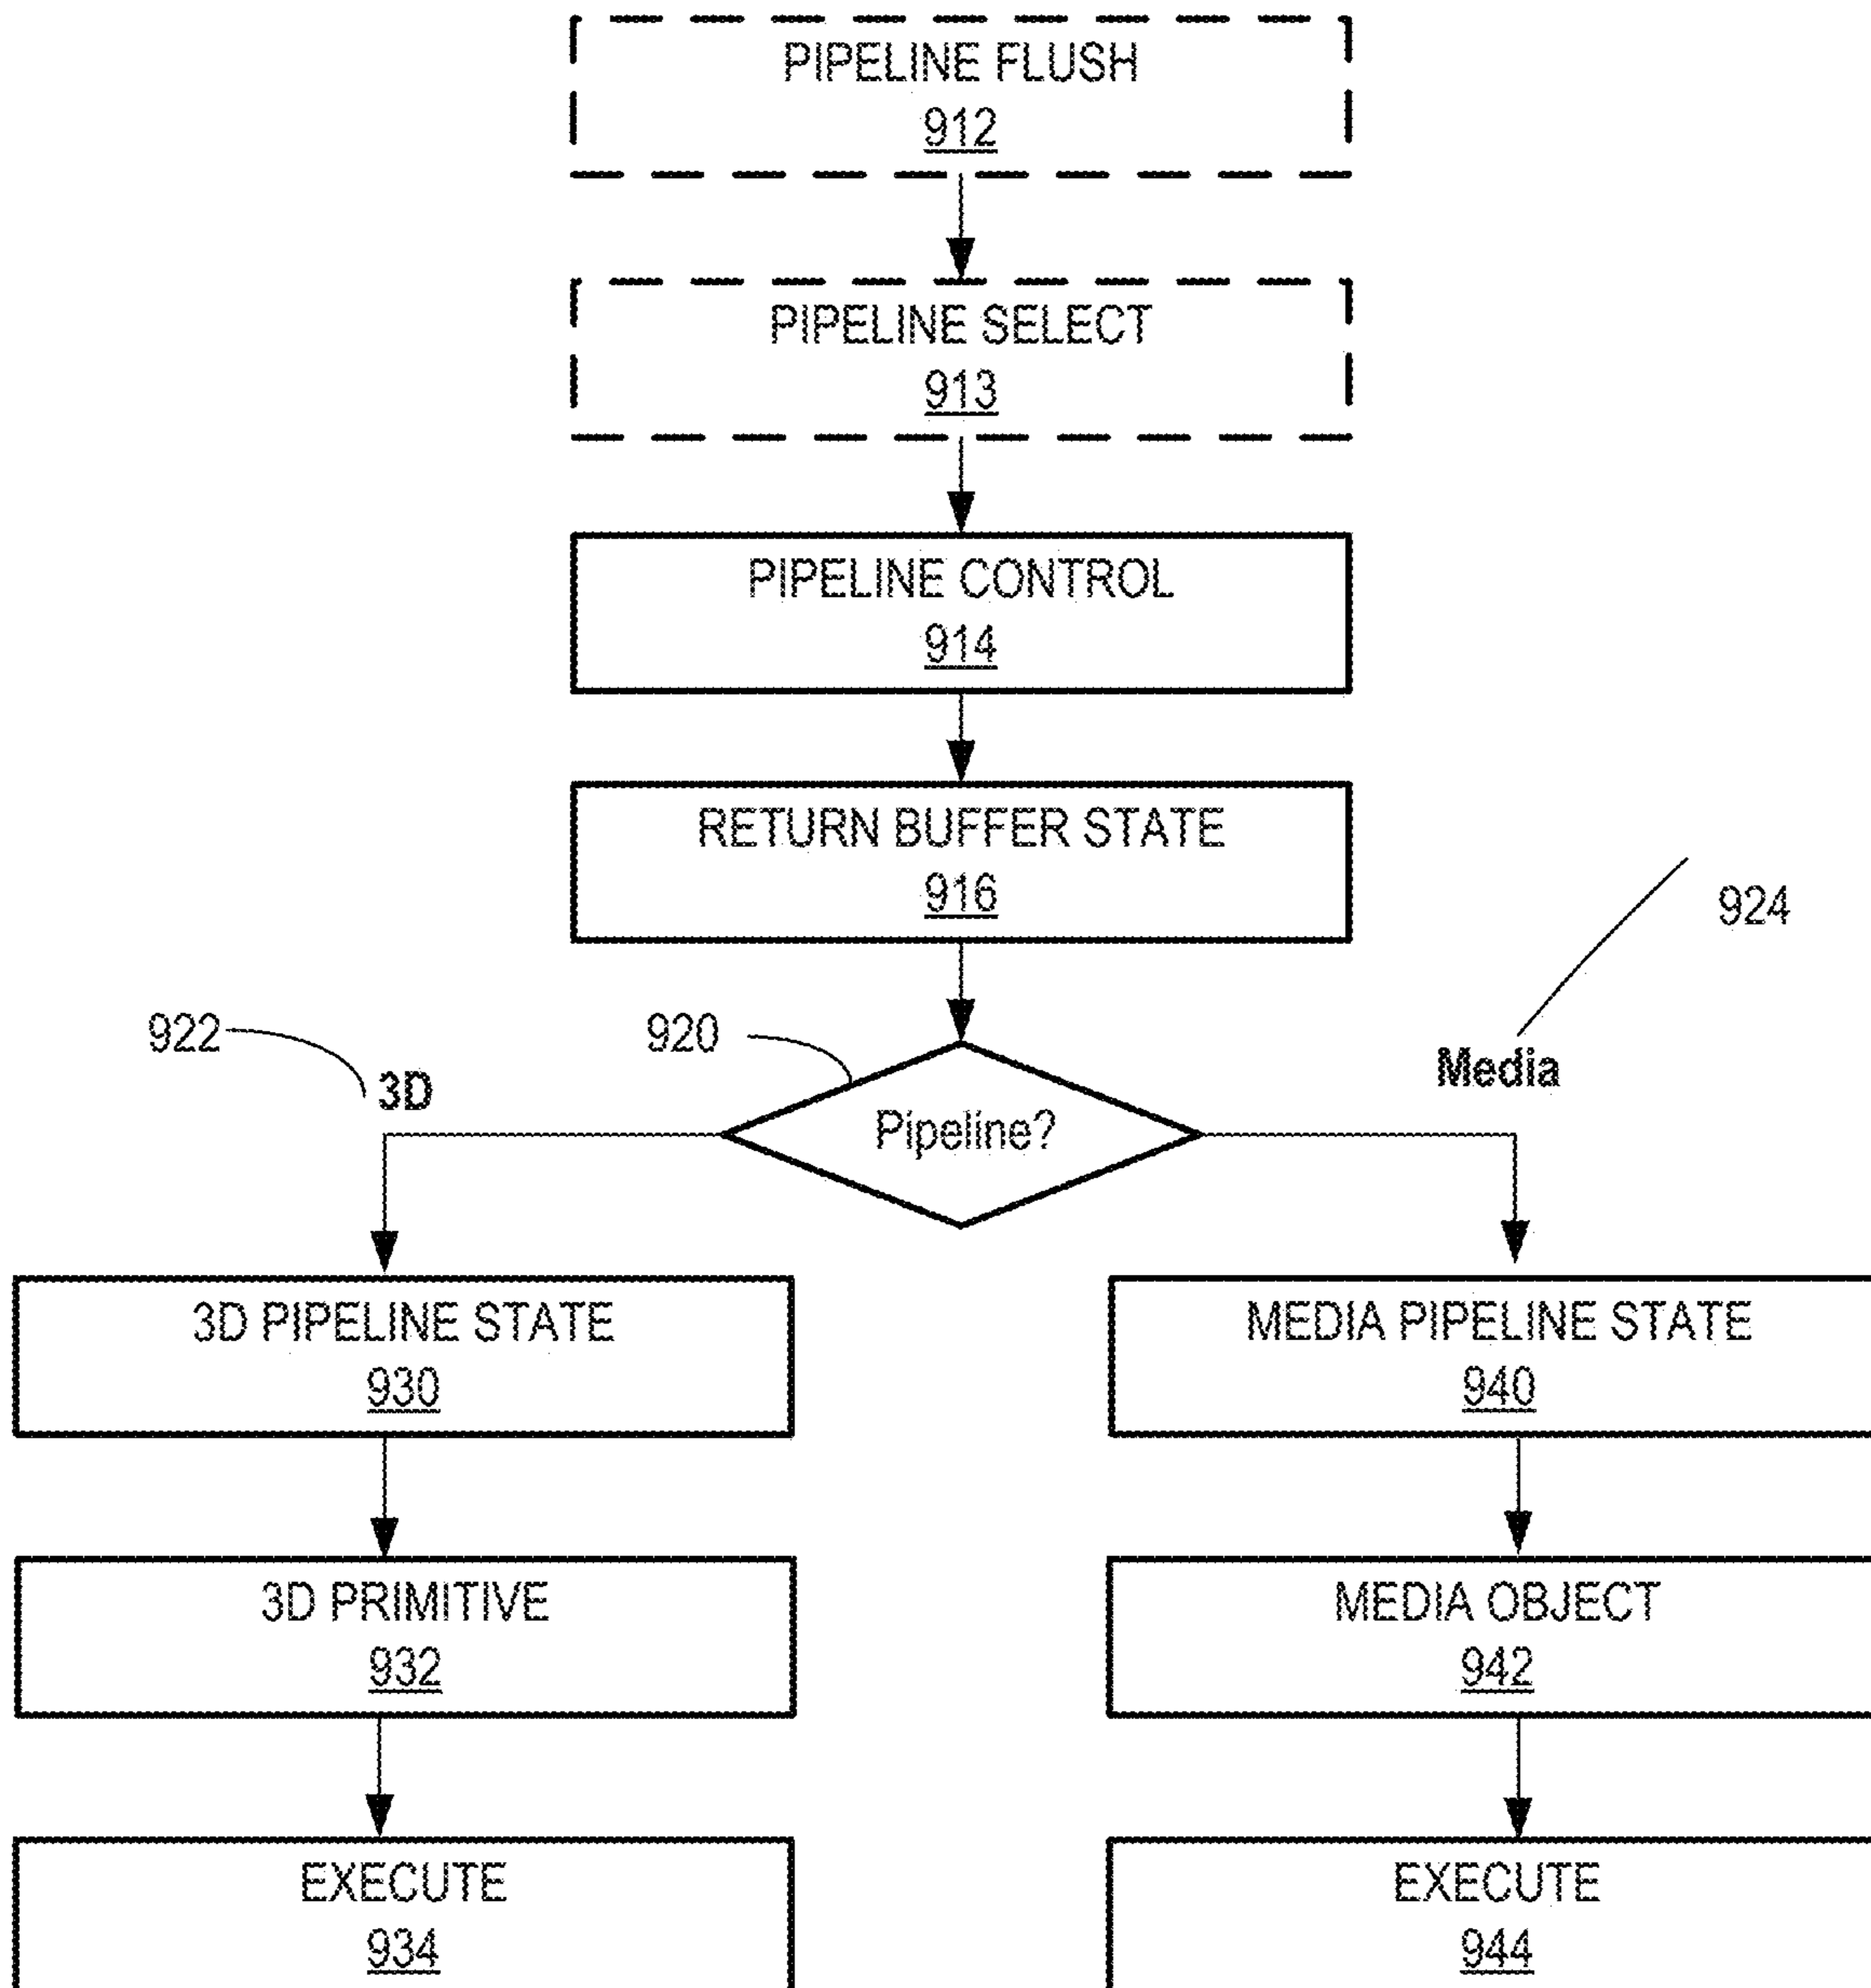 PIPELINE FLUSH
912
PIPELINE SELECT
913
PIPELINE CONTROL
914
RETURN BUFFER STATE
916
924
922
920
3D
Media
Pipeline?
3D PIPELINE STATE
930
MEDIA PIPELINE STATE
940
3D PRIMITIVE
932
MEDIA OBJECT
942
EXECUTE
934
EXECUTE
944